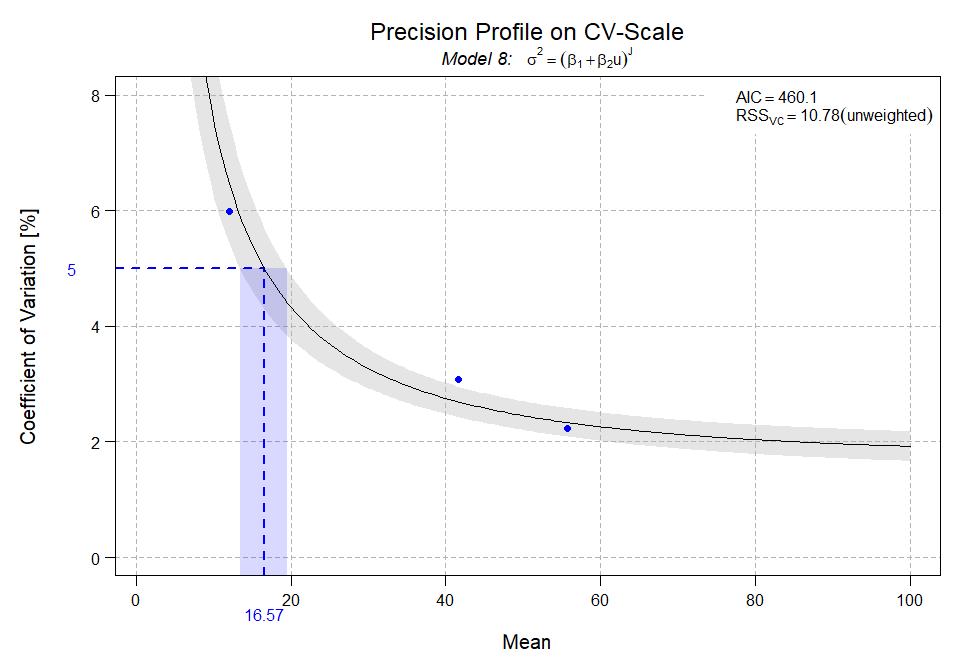 Precision Profile on CV-Scale
Model 8: σ² = (β₁+β₂u)ᴶ
AIC = 460.1
RSS_VC = 10.78(unweighted)
Coefficient of Variation [%]
8
6
5
4
2
0
0 20 40 60 80 100
16.57
Mean